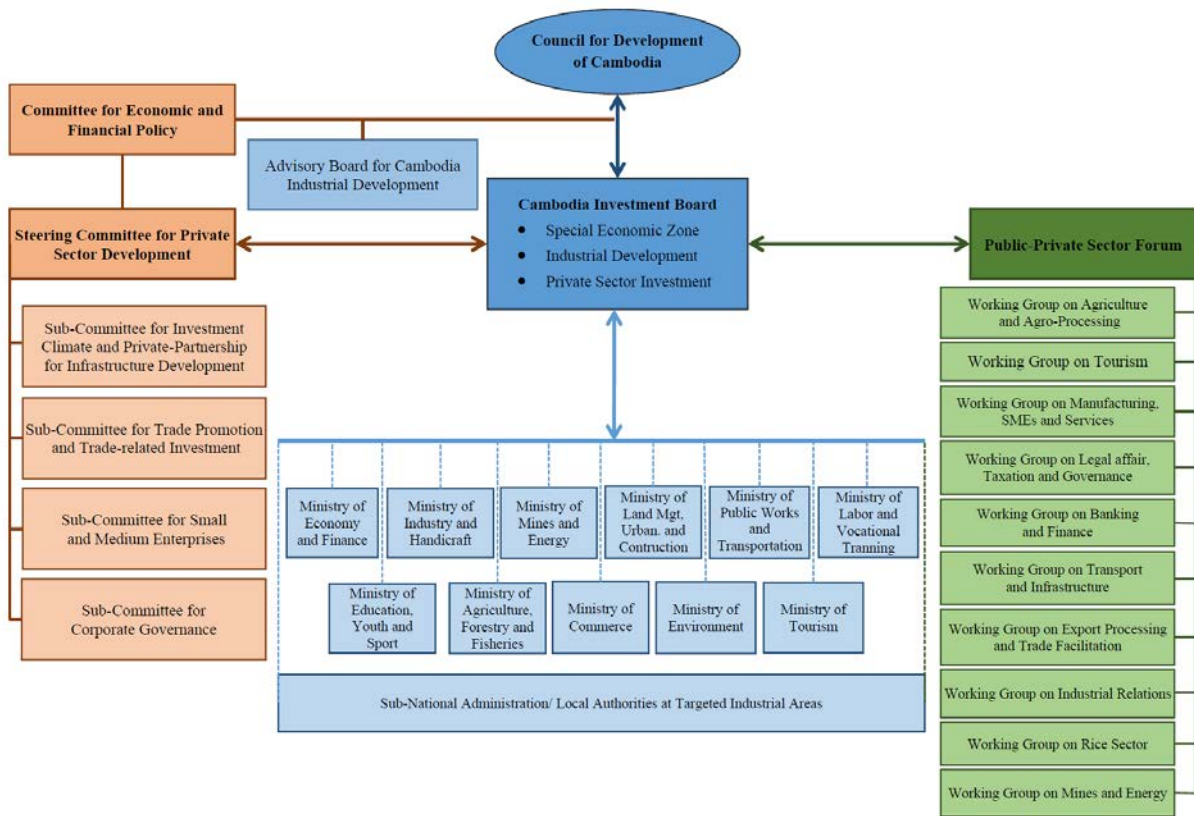 Council for Development
of Cambodia
Committee for Economic and
Financial Policy
Advisory Board for Cambodia
Industrial Development
Cambodia Investment Board
• Special Economic Zone
• Industrial Development
• Private Sector Investment
Steering Committee for Private
Sector Development
Public-Private Sector Forum
Sub-Committee for Investment
Climate and Private-Partnership
for Infrastructure Development
Sub-Committee for Trade Promotion
and Trade-related Investment
Sub-Committee for Small
and Medium Enterprises
Sub-Committee for
Corporate Governance
Ministry of
Economy
and Finance
Ministry of
Industry and
Handicraft
Ministry of
Mines and
Energy
Ministry of
Land Mgt,
Urban. and
Contruction
Ministry of
Public Works
and
Transportation
Ministry of
Labor and
Vocational
Tranning
Ministry of
Education,
Youth and
Sport
Ministry of
Agriculture,
Forestry and
Fisheries
Ministry of
Commerce
Ministry of
Environment
Ministry of
Tourism
Sub-National Administration/ Local Authorities at Targeted Industrial Areas
Working Group on Agriculture
and Agro-Processing
Working Group on Tourism
Working Group on Manufacturing,
SMEs and Services
Working Group on Legal affair,
Taxation and Governance
Working Group on Banking
and Finance
Working Group on Transport
and Infrastructure
Working Group on Export Processing
and Trade Facilitation
Working Group on Industrial Relations
Working Group on Rice Sector
Working Group on Mines and Energy